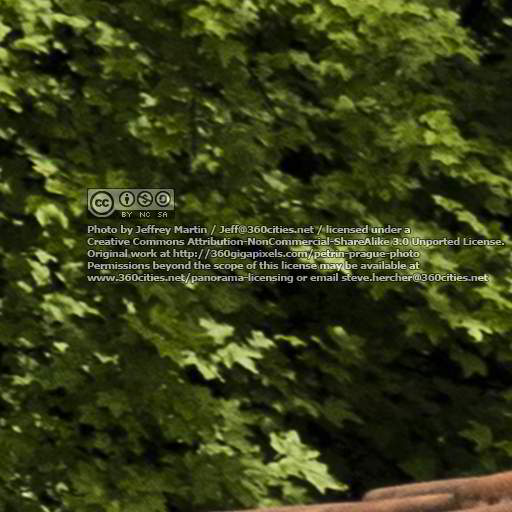 cc
BY NC SA
Photo by Jeffrey Martin / Jeff@360cities.net / licensed under a
Creative Commons Attribution-NonCommercial-ShareAlike 3.0 Unported License.
Original work at http://360gigapixels.com/petrin-prague-photo
Permissions beyond the scope of this license may be available at
www.360cities.net/panorama-licensing or email steve.hercher@360cities.net